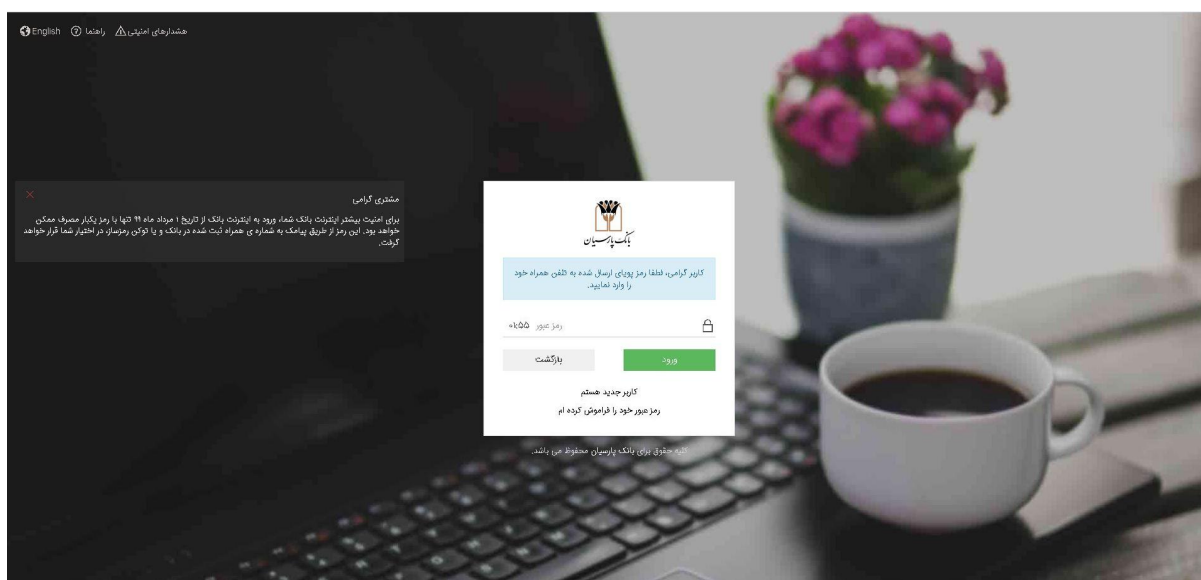 هشدارهای امنیتی
راهنما
English
مشتری گرامی
برای امنیت بیشتر اینترنت بانک شما، ورود به اینترنت بانک از تاریخ ۱ مرداد ماه ۹۹ تنها با رمز یکبار مصرف ممکن
خواهد بود. این رمز از طریق پیامک به شماره ی همراه ثبت شده در بانک و یا توکن رمزساز، در اختیار شما قرار خواهد
گرفت.
بانک پارسیان
کاربر گرامی، لطفا رمز پویای ارسال شده به تلفن همراه خود
را وارد نمایید.
رمز عبور ۰۱:۵۵
ورود
بازگشت
کاربر جدید هستم
رمز عبور خود را فراموش کرده ام
کلیه حقوق برای بانک پارسیان محفوظ می باشد.